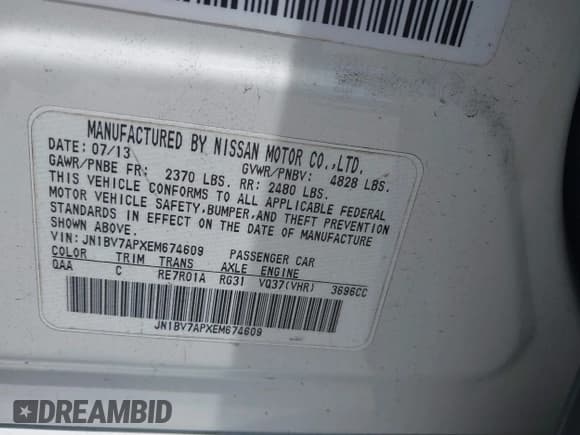 MANUFACTURED BY NISSAN MOTOR CO.,LTD.
DATE: 07/13 GVWR/PNBV: 4828 LBS.
GAWR/PNBE FR: 2370 LBS. RR: 2480 LBS.
THIS VEHICLE CONFORMS TO ALL APPLICABLE FEDERAL
MOTOR VEHICLE SAFETY,BUMPER,AND THEFT PREVENTION
STANDARDS IN EFFECT ON THE DATE OF MANUFACTURE
SHOWN ABOVE.
VIN: JN1BV7APXEM674609 PASSENGER CAR
COLOR TRIM TRANS AXLE ENGINE
QAA C RE7R01A RG31 VQ37(VHR) 3696CC
JN1BV7APXEM674609
DREAMBID